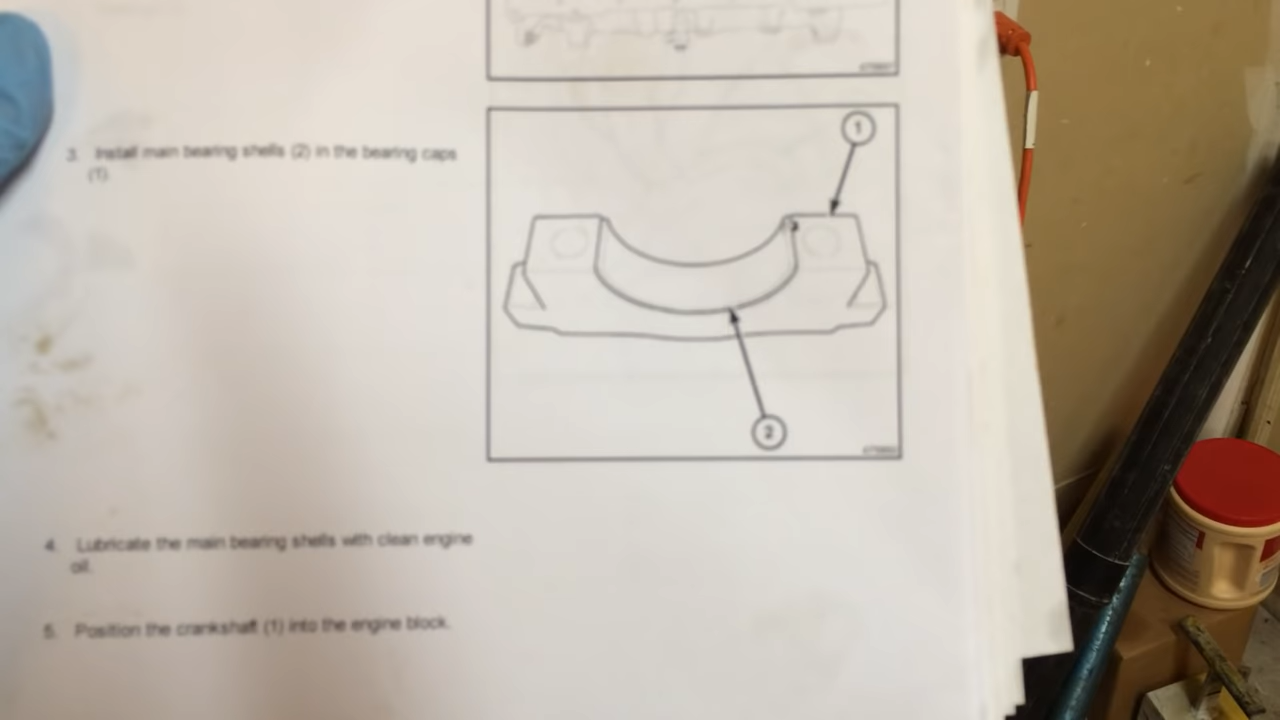 3. Install main bearing shells (2) in the bearing caps
(1).
1
2
4. Lubricate the main bearing shells with clean engine
oil.
5. Position the crankshaft (1) into the engine block.